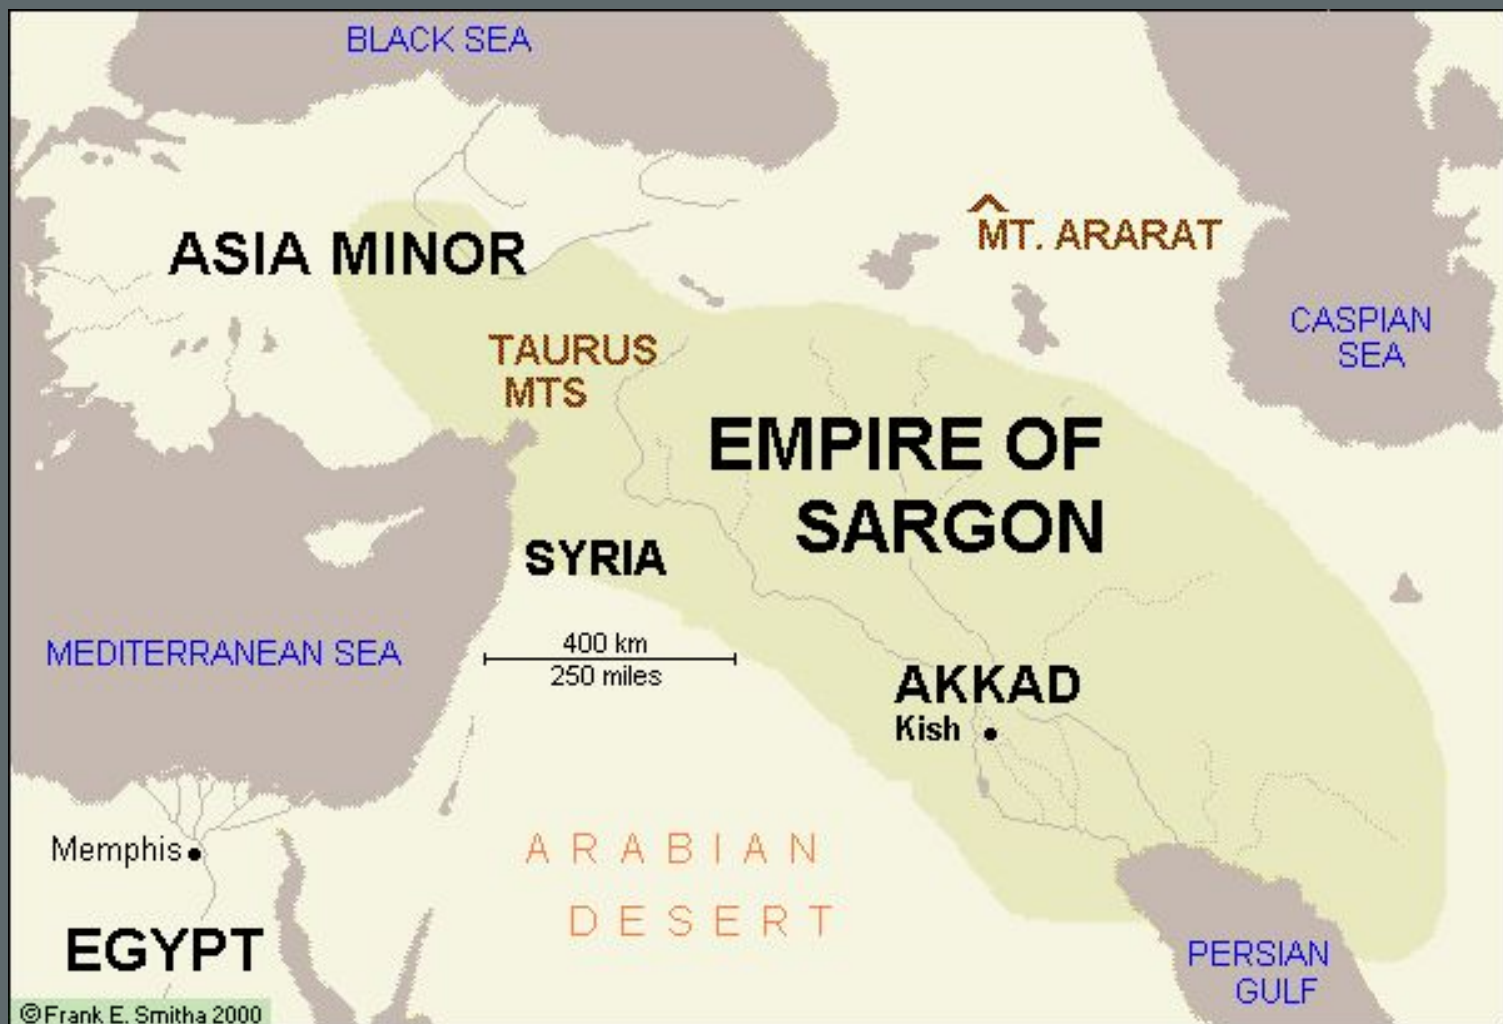 BLACK SEA
MT. ARARAT
ASIA MINOR
CASPIAN
SEA
TAURUS
MTS
EMPIRE OF
SARGON
SYRIA
MEDITERRANEAN SEA
400 km
250 miles
AKKAD
Kish
Memphis
ARABIAN
DESERT
EGYPT
PERSIAN
GULF
©Frank E. Smitha 2000